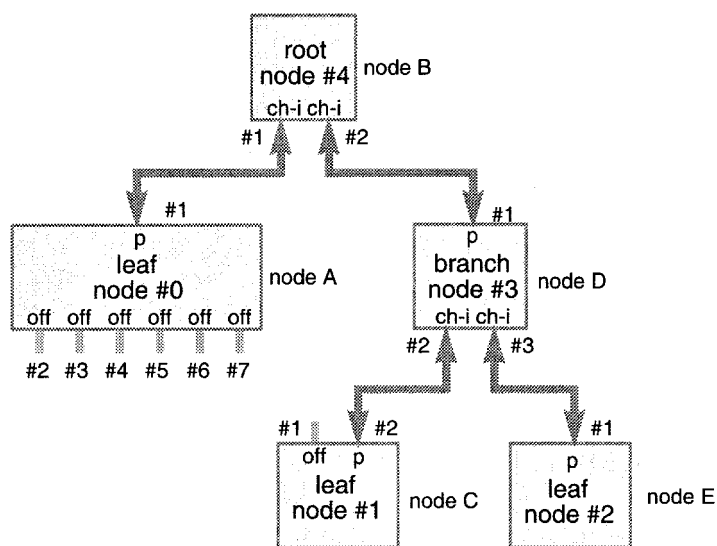 root
node #4
node B
ch-i ch-i
#1 #2
#1
p
leaf
node #0
node A
off off off off off off
#2 #3 #4 #5 #6 #7
#1
p
branch
node #3
node D
ch-i ch-i
#2 #3
#1 #2
off p
leaf
node #1
node C
#1
p
leaf
node #2
node E